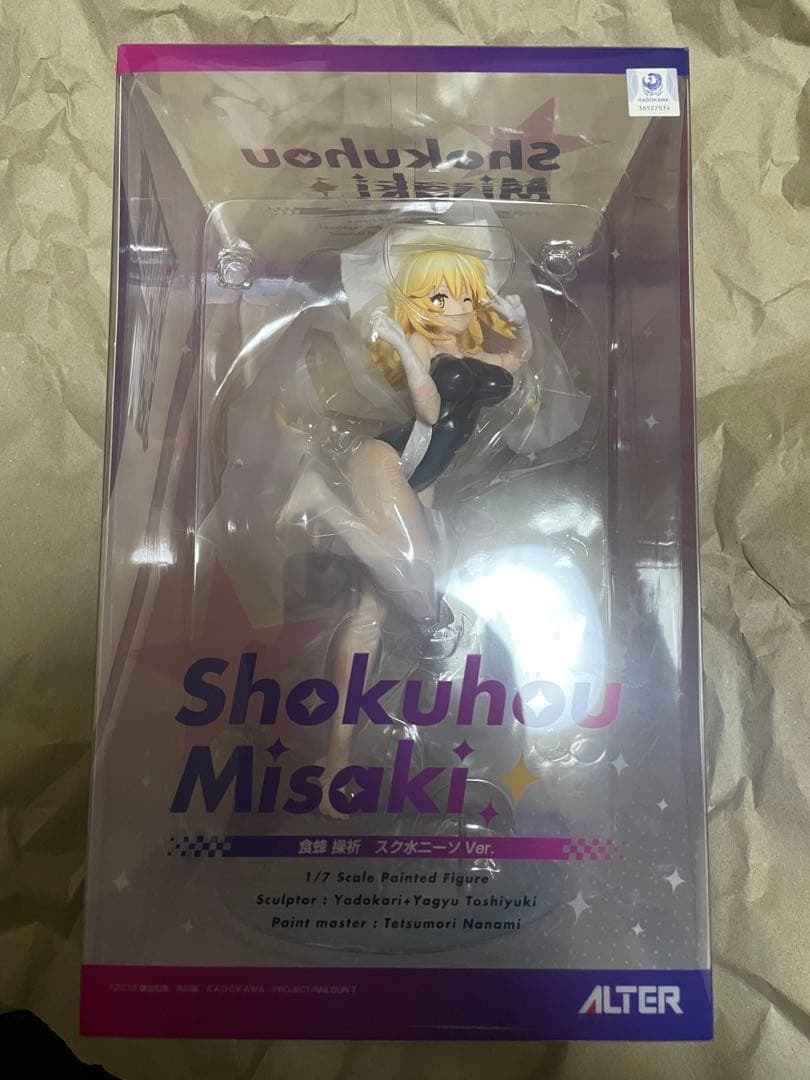 KADOKAWA
36522034
Shokuhou
Misaki
Shokuhou
Misaki
食蜂 操祈 スク水ニーソ Ver.
1/7 Scale Painted Figure
Sculptor : Yadokari+Yagyu Toshiyuki
Paint master : Tetsumori Nanami
KADOKAWA PROJECT-RAILGUN T
ALTER